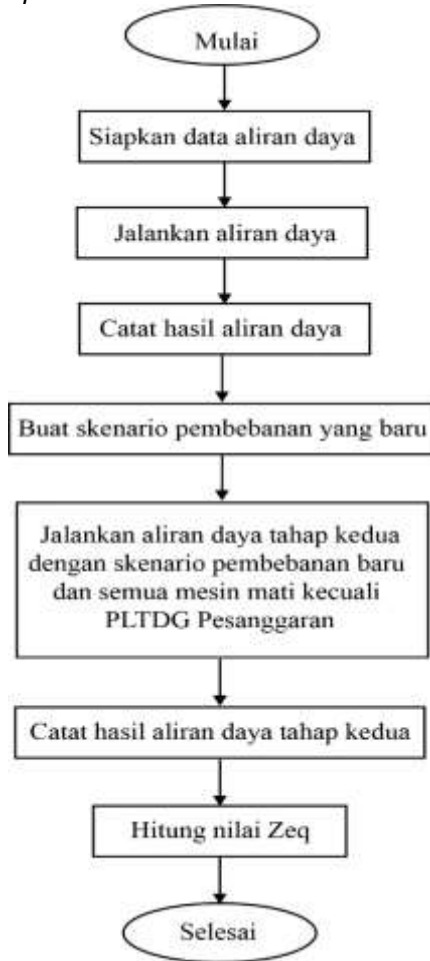 Mulai
Siapkan data aliran daya
Jalankan aliran daya
Catat hasil aliran daya
Buat skenario pembebanan yang baru
Jalankan aliran daya tahap kedua
dengan skenario pembebanan baru
dan semua mesin mati kecuali
PLTDG Pesanggaran
Catat hasil aliran daya tahap kedua
Hitung nilai Zeq
Selesai